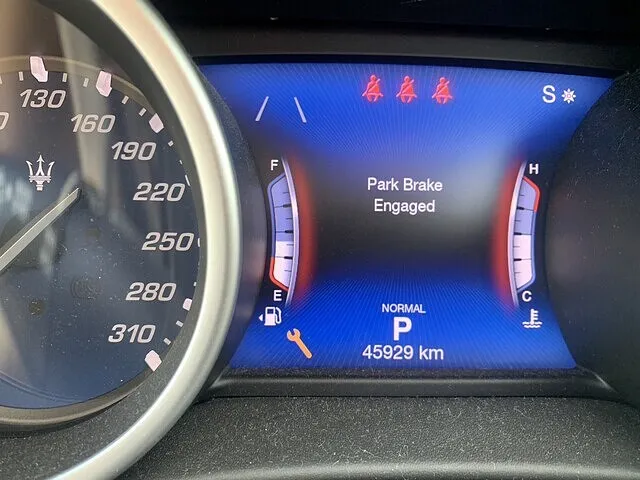 130
160
190
220
250
280
310
S
F
H
Park Brake
Engaged
E
C
NORMAL
P
45929 km